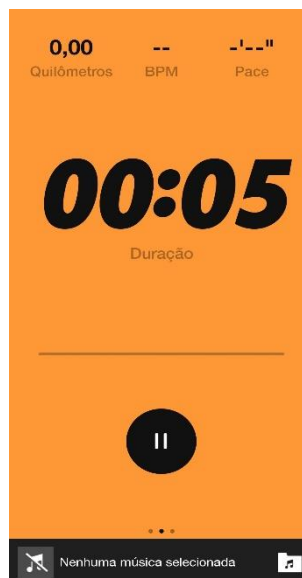 0,00 -- -'--"
Quilômetros BPM Pace
00:05
Duração
Nenhuma música selecionada